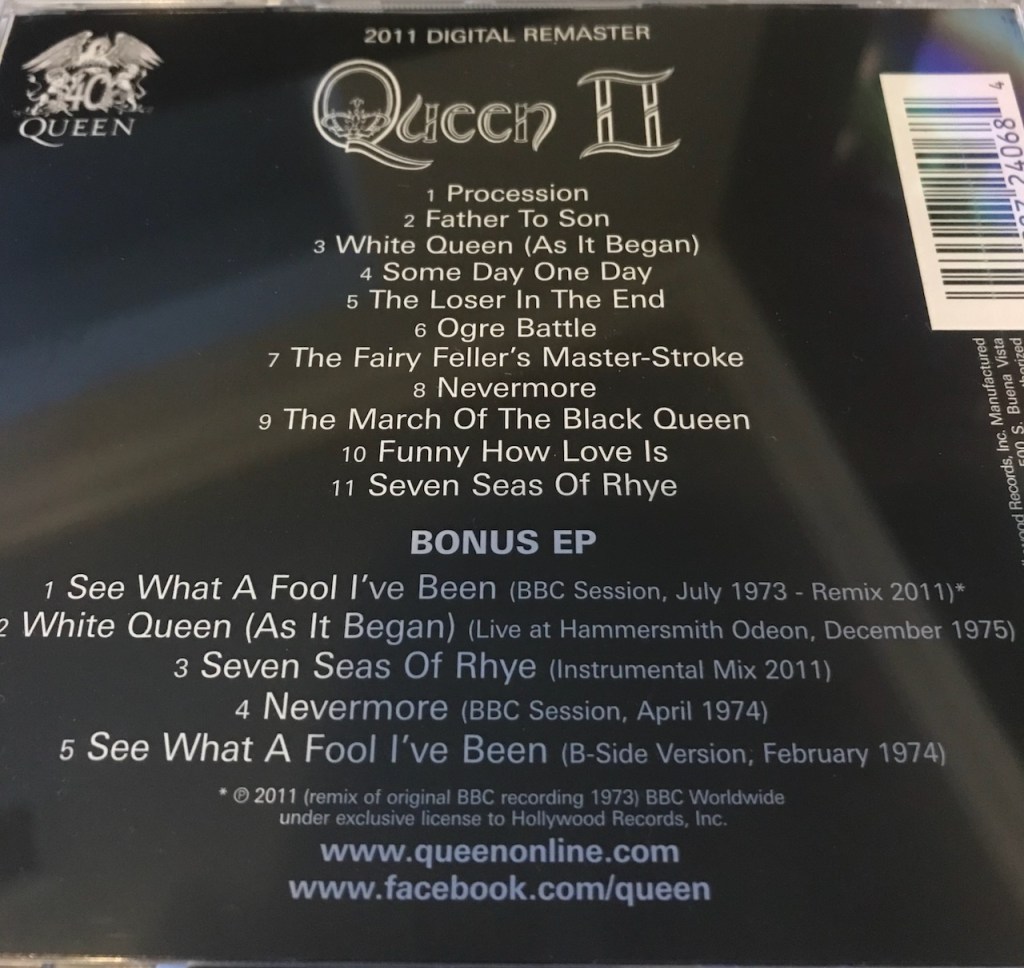 2011 DIGITAL REMASTER
40
QUEEN
Queen II
1 Procession
2 Father To Son
3 White Queen (As It Began)
4 Some Day One Day
5 The Loser In The End
6 Ogre Battle
7 The Fairy Feller's Master-Stroke
8 Nevermore
9 The March Of The Black Queen
10 Funny How Love Is
11 Seven Seas Of Rhye
BONUS EP
1 See What A Fool I've Been (BBC Session, July 1973 - Remix 2011)*
2 White Queen (As It Began) (Live at Hammersmith Odeon, December 1975)
3 Seven Seas Of Rhye (Instrumental Mix 2011)
4 Nevermore (BBC Session, April 1974)
5 See What A Fool I've Been (B-Side Version, February 1974)
* ℗ 2011 (remix of original BBC recording 1973) BBC Worldwide
under exclusive license to Hollywood Records, Inc.
www.queenonline.com
www.facebook.com/queen
24068 4
Records, Inc. Manufactured
500 S. Buena Vista